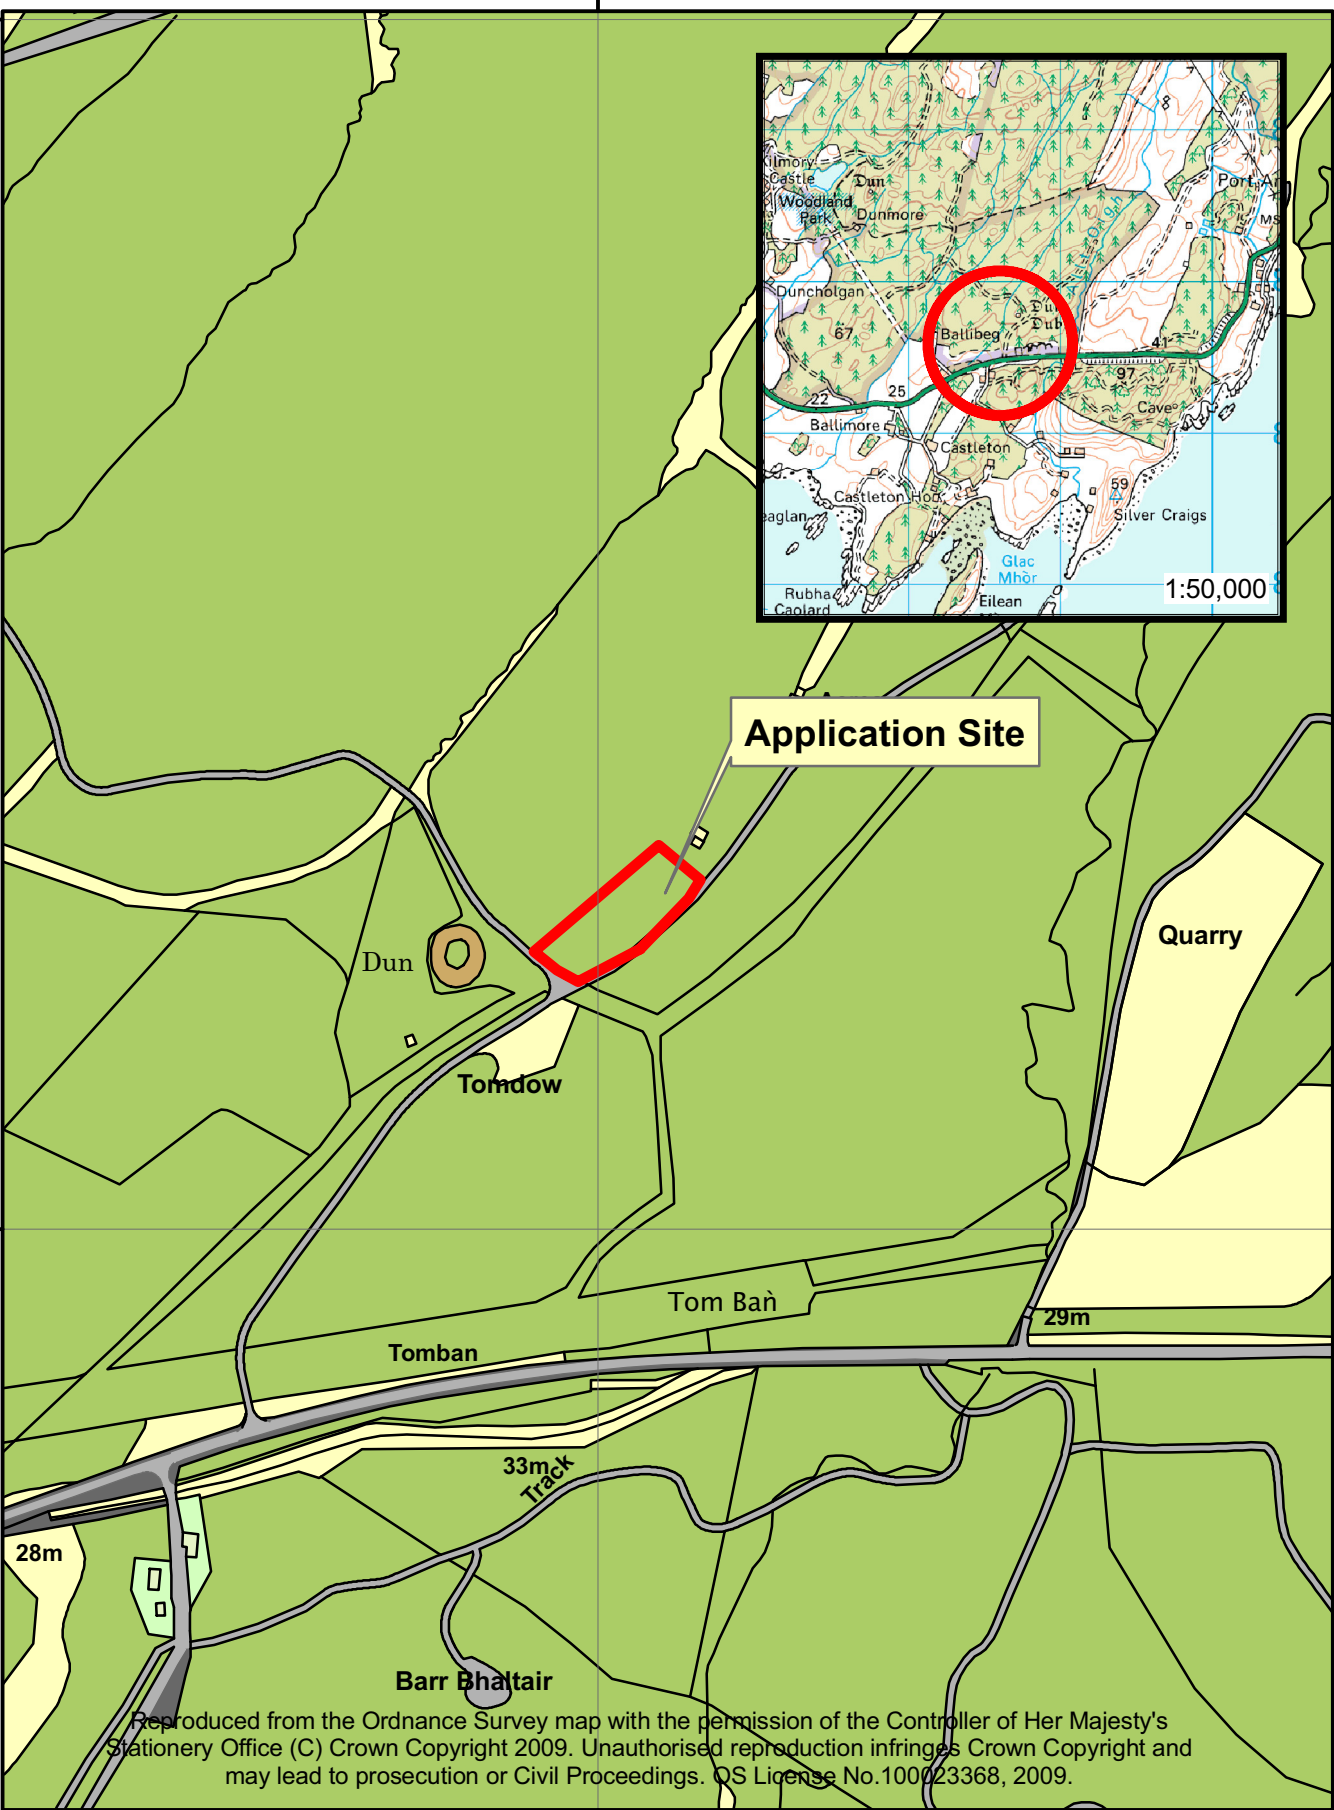 Kilmory
Castle
Woodland
Park
Dun
Dunmore
Port
MS
Duncholgan
67
Ballibeg
Dun
Dub
41
97
Cave
22
25
Ballimore
Castleton
Castleton Ho
59
Silver Craigs
Glac
Mhòr
Eilean
Rubha
Caolard
1:50,000
Application Site
Quarry
Dun
Tomdow
Tom Bàn
29m
Tomban
33m
Track
28m
Barr Bhaltair
Reproduced from the Ordnance Survey map with the permission of the Controller of Her Majesty's
Stationery Office (C) Crown Copyright 2009. Unauthorised reproduction infringes Crown Copyright and
may lead to prosecution or Civil Proceedings. OS License No.100023368, 2009.